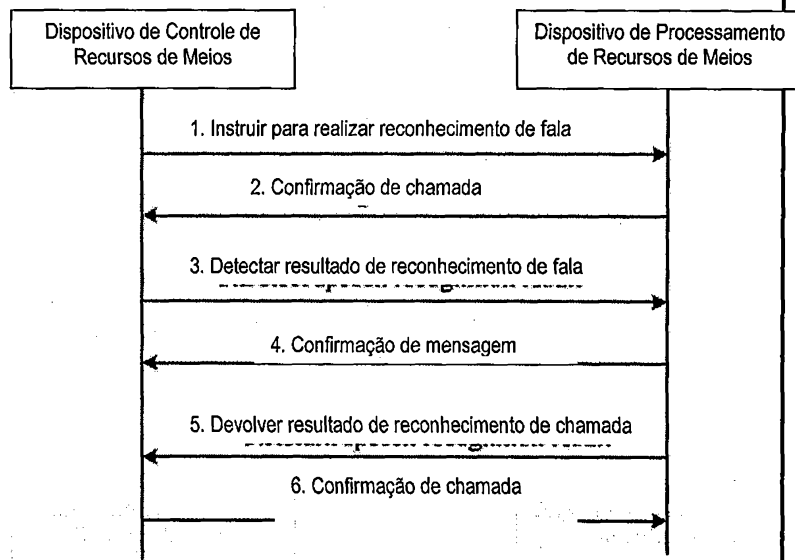 Dispositivo de Controle de
Recursos de Meios
Dispositivo de Processamento
de Recursos de Meios
1. Instruir para realizar reconhecimento de fala
2. Confirmação de chamada
3. Detectar resultado de reconhecimento de fala
4. Confirmação de mensagem
5. Devolver resultado de reconhecimento de chamada
6. Confirmação de chamada